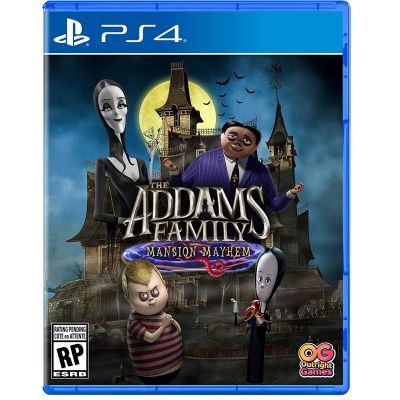 PS4
THE
ADDAMS
FAMILY
MANSION MAYHEM
RATING PENDING
COTE en ATTENTE
RP
ESRB
OG
Outright
Games